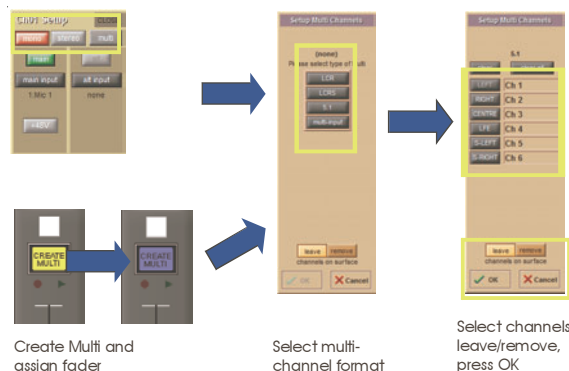 Ch01 Setup
CLOSE
mono stereo multi
main
main input alt input
1:Mic 1 none
+48V
CREATE
MULTI
CREATE
MULTI
Create Multi and
assian fader
Setup Multi Channels
(none)
Please select type of Multi
LCR
LCRS
5.1
multi-input
leave remove
channels on surface
OK Cancel
Select multi-
channel format
Setup Multi Channels
5.1
LEFT Ch 1
RIGHT Ch 2
CENTRE Ch 3
LFE Ch 4
S-LEFT Ch 5
S-RIGHT Ch 6
leave remove
channels on surface
OK Cancel
Select channels
leave/remove,
press OK